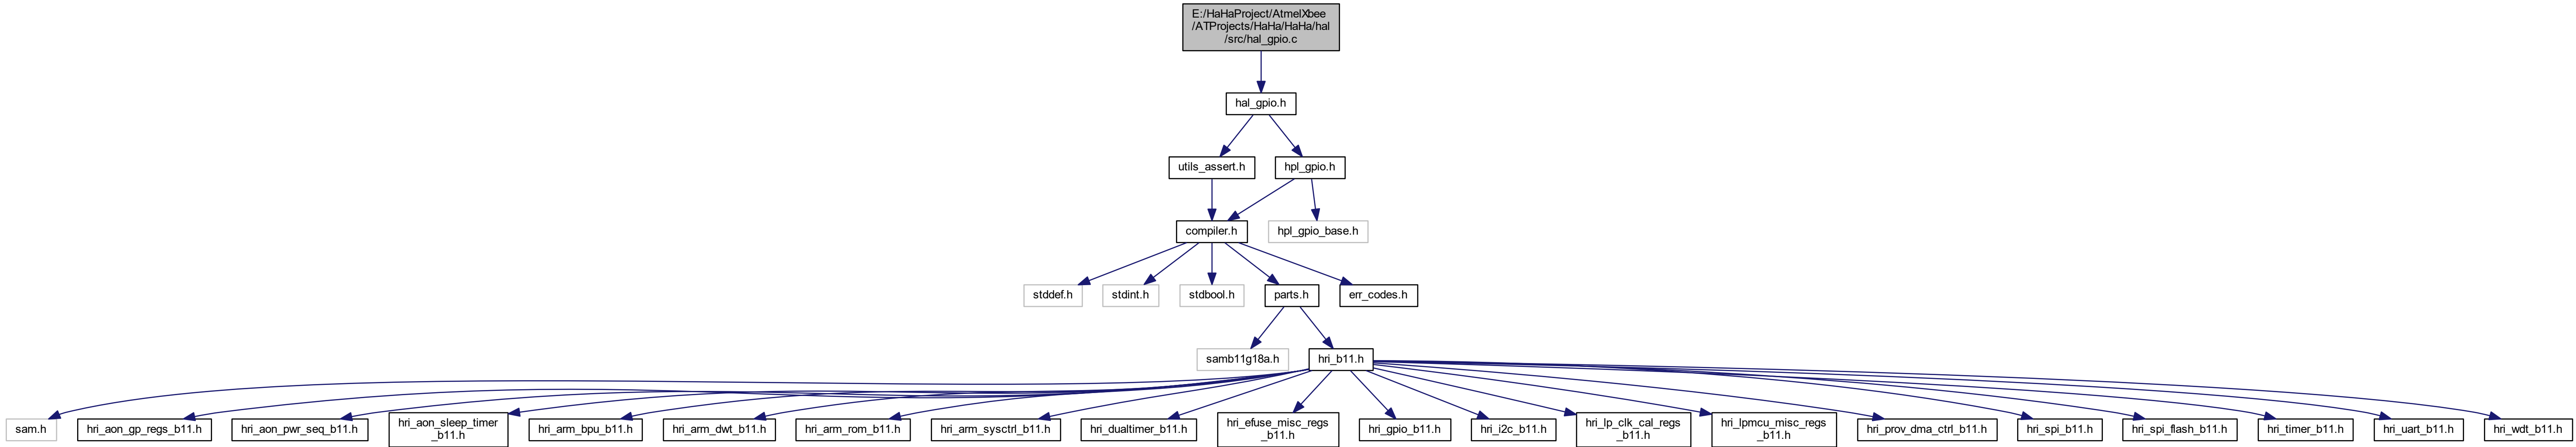 E:/HaHaProject/AtmelXbee
/ATProjects/HaHa/HaHa/hal
/src/hal_gpio.c
hal_gpio.h
utils_assert.h
hpl_gpio.h
compiler.h
hpl_gpio_base.h
stddef.h
stdint.h
stdbool.h
parts.h
err_codes.h
samb11g18a.h
hri_b11.h
sam.h
hri_aon_gp_regs_b11.h
hri_aon_pwr_seq_b11.h
hri_aon_sleep_timer
_b11.h
hri_arm_bpu_b11.h
hri_arm_dwt_b11.h
hri_arm_rom_b11.h
hri_arm_sysctrl_b11.h
hri_dualtimer_b11.h
hri_efuse_misc_regs
_b11.h
hri_gpio_b11.h
hri_i2c_b11.h
hri_lp_clk_cal_regs
_b11.h
hri_lpmcu_misc_regs
_b11.h
hri_prov_dma_ctrl_b11.h
hri_spi_b11.h
hri_spi_flash_b11.h
hri_timer_b11.h
hri_uart_b11.h
hri_wdt_b11.h